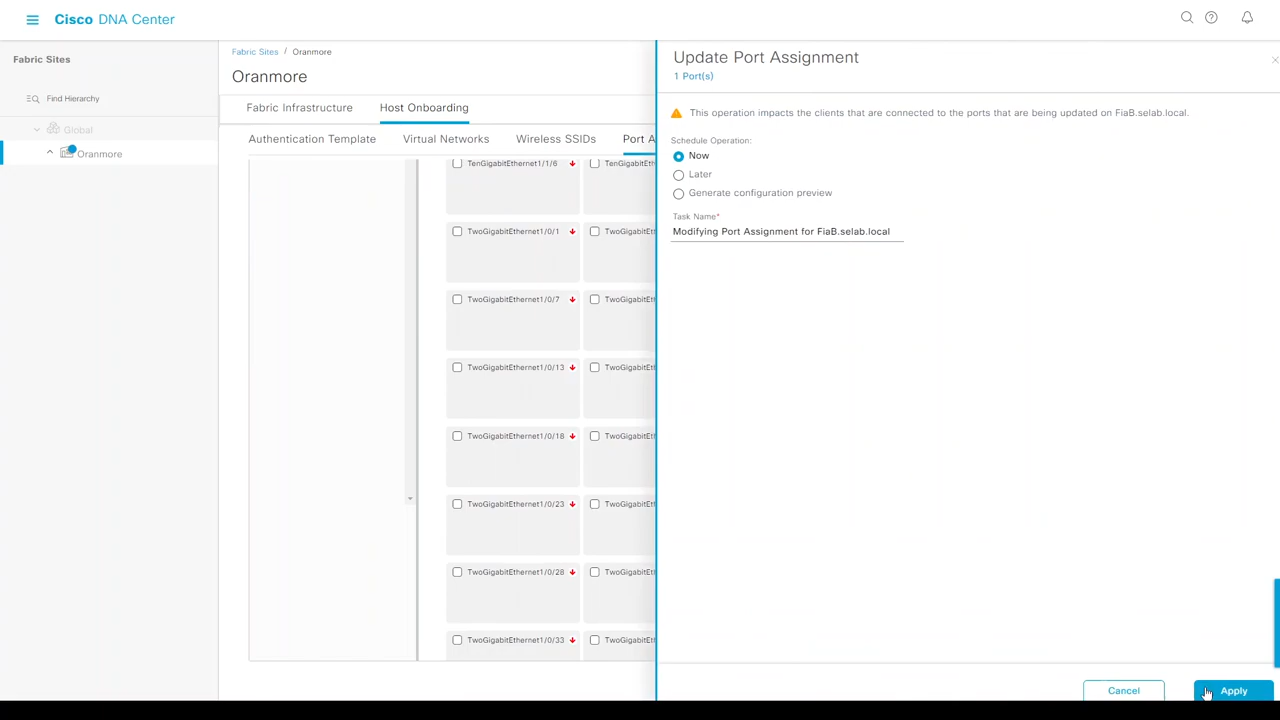 Cisco DNA Center
Fabric Sites
Find Hierarchy
Global
Oranmore
Fabric Sites / Oranmore
Oranmore
Fabric Infrastructure Host Onboarding
Authentication Template Virtual Networks Wireless SSIDs Port A
TenGigabitEthernet1/1/6 TenGigabitEthe
TwoGigabitEthernet1/0/1 TwoGigabitEth
TwoGigabitEthernet1/0/7 TwoGigabitEth
TwoGigabitEthernet1/0/13 TwoGigabitEth
TwoGigabitEthernet1/0/18 TwoGigabitEth
TwoGigabitEthernet1/0/23 TwoGigabitEth
TwoGigabitEthernet1/0/28 TwoGigabitEth
TwoGigabitEthernet1/0/33 TwoGigabitEth
Update Port Assignment
1 Port(s)
This operation impacts the clients that are connected to the ports that are being updated on FiaB.selab.local.
Schedule Operation:
Now
Later
Generate configuration preview
Task Name*
Modifying Port Assignment for FiaB.selab.local
Cancel Apply